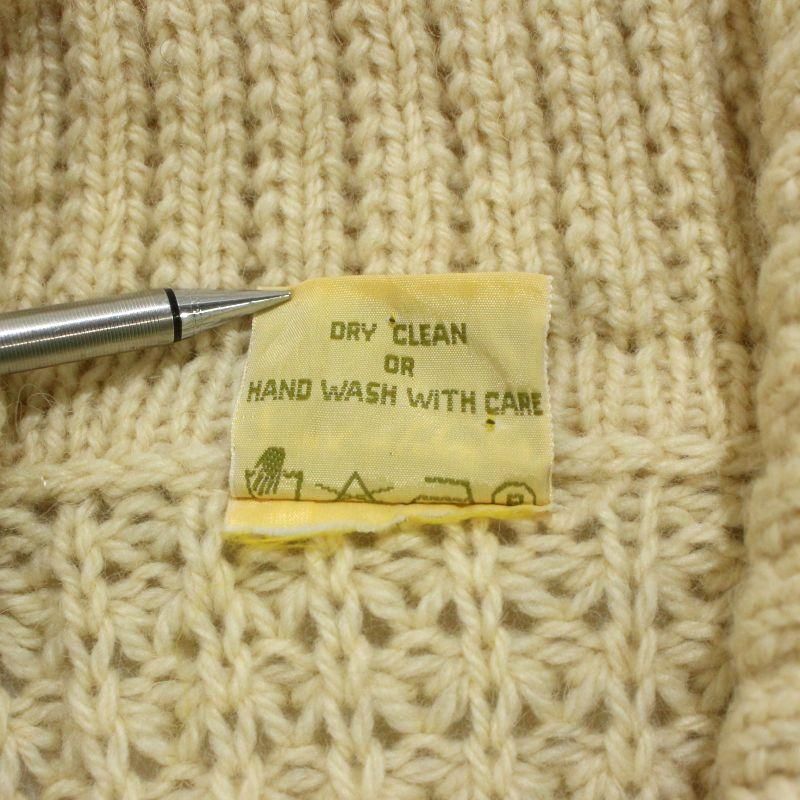 DRY CLEAN
OR
HAND WASH WITH CARE
P